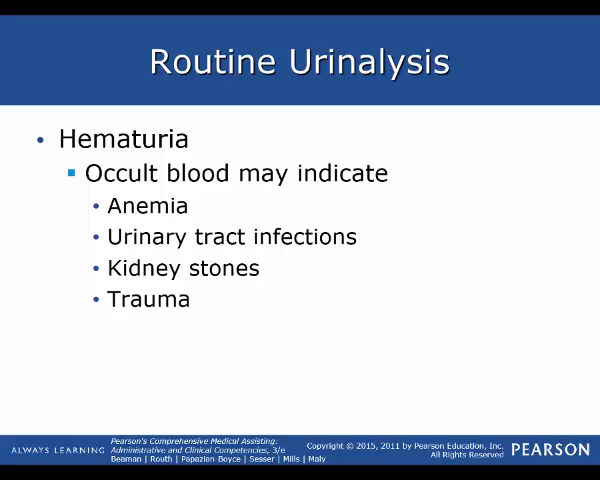 Routine Urinalysis
• Hematuria
▪ Occult blood may indicate
• Anemia
• Urinary tract infections
• Kidney stones
• Trauma
ALWAYS LEARNING
Pearson's Comprehensive Medical Assisting:
Administrative and Clinical Competencies, 3/e
Beaman | Routh | Papazian Boyce | Sesser | Mills | Maly
Copyright © 2015, 2011 by Pearson Education, Inc.
All Rights Reserved
PEARSON